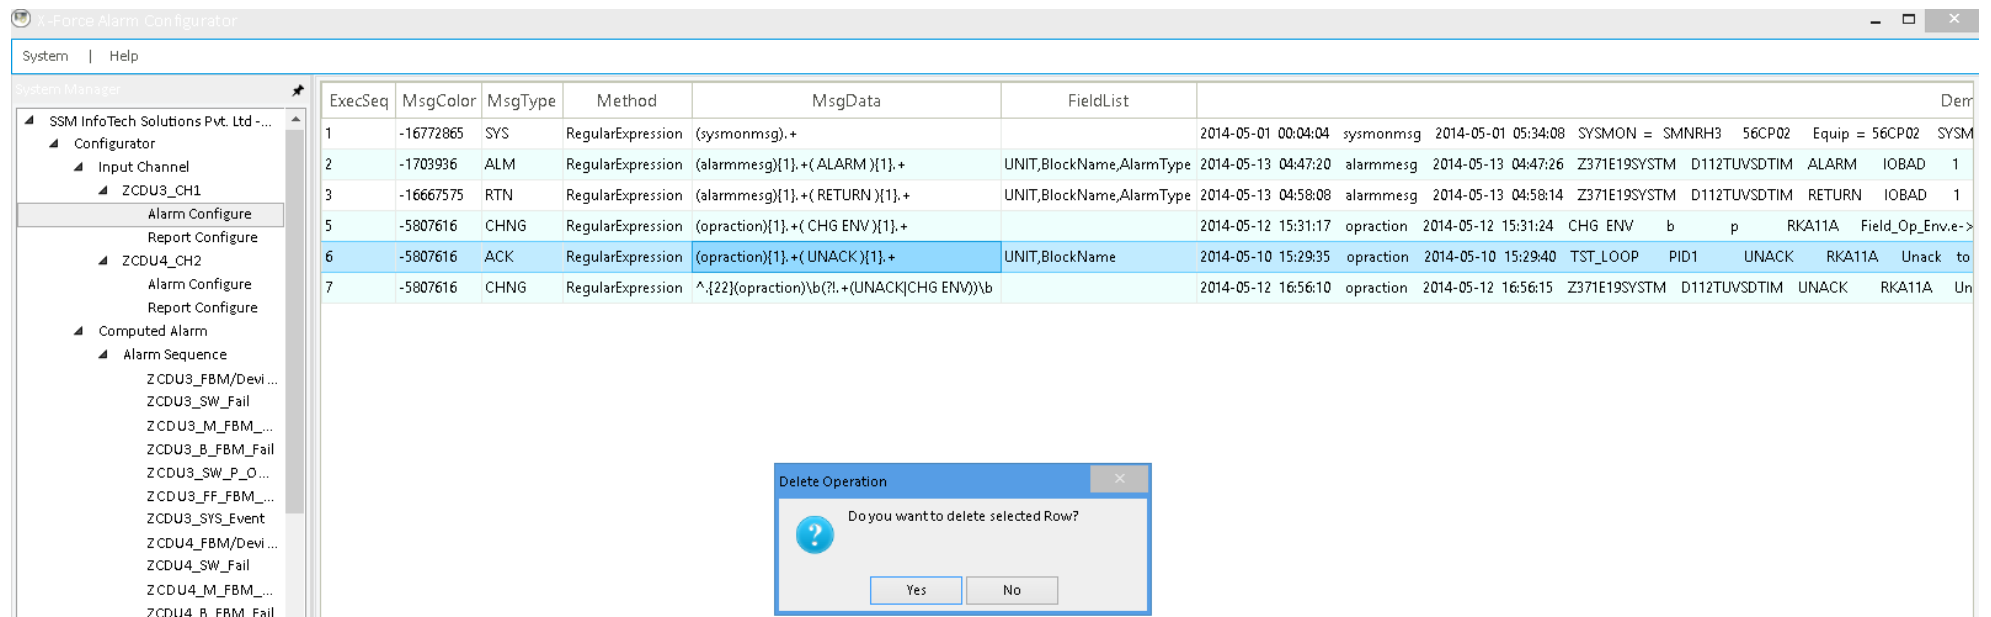 X-Force Alarm Configurator
System | Help
System Manager
SSM InfoTech Solutions Pvt. Ltd -...
Configurator
Input Channel
ZCDU3_CH1
Alarm Configure
Report Configure
ZCDU4_CH2
Alarm Configure
Report Configure
Computed Alarm
Alarm Sequence
ZCDU3_FBM/Devi...
ZCDU3_SW_Fail
ZCDU3_M_FBM_...
ZCDU3_B_FBM_Fail
ZCDU3_SW_P_O...
ZCDU3_FF_FBM_...
ZCDU3_SYS_Event
ZCDU4_FBM/Devi...
ZCDU4_SW_Fail
ZCDU4_M_FBM_...
ZCDU4_B_FBM_Fail
ExecSeq MsgColor MsgType Method MsgData FieldList Dem
1 -16772865 SYS RegularExpression (sysmonmsg).+ 2014-05-01 00:04:04 sysmonmsg 2014-05-01 05:34:08 SYSMON = SMNRH3 56CP02 Equip = 56CP02 SYSM
2 -1703936 ALM RegularExpression (alarmmesg){1}.+( ALARM ){1}.+ UNIT,BlockName,AlarmType 2014-05-13 04:47:20 alarmmesg 2014-05-13 04:47:26 Z371E19SYSTM D112TUVSDTIM ALARM IOBAD 1
3 -16667575 RTN RegularExpression (alarmmesg){1}.+( RETURN ){1}.+ UNIT,BlockName,AlarmType 2014-05-13 04:58:08 alarmmesg 2014-05-13 04:58:14 Z371E19SYSTM D112TUVSDTIM RETURN IOBAD 1
5 -5807616 CHNG RegularExpression (opraction){1}.+( CHG ENV ){1}.+ 2014-05-12 15:31:17 opraction 2014-05-12 15:31:24 CHG ENV b p RKA11A Field_Op_Env.e->
6 -5807616 ACK RegularExpression (opraction){1}.+( UNACK ){1}.+ UNIT,BlockName 2014-05-10 15:29:35 opraction 2014-05-10 15:29:40 TST_LOOP PID1 UNACK RKA11A Unack to
7 -5807616 CHNG RegularExpression ^.{22}(opraction)\b(?!.+(UNACK|CHG ENV))\b 2014-05-12 16:56:10 opraction 2014-05-12 16:56:15 Z371E19SYSTM D112TUVSDTIM UNACK RKA11A Un
Delete Operation
Do you want to delete selected Row?
Yes No